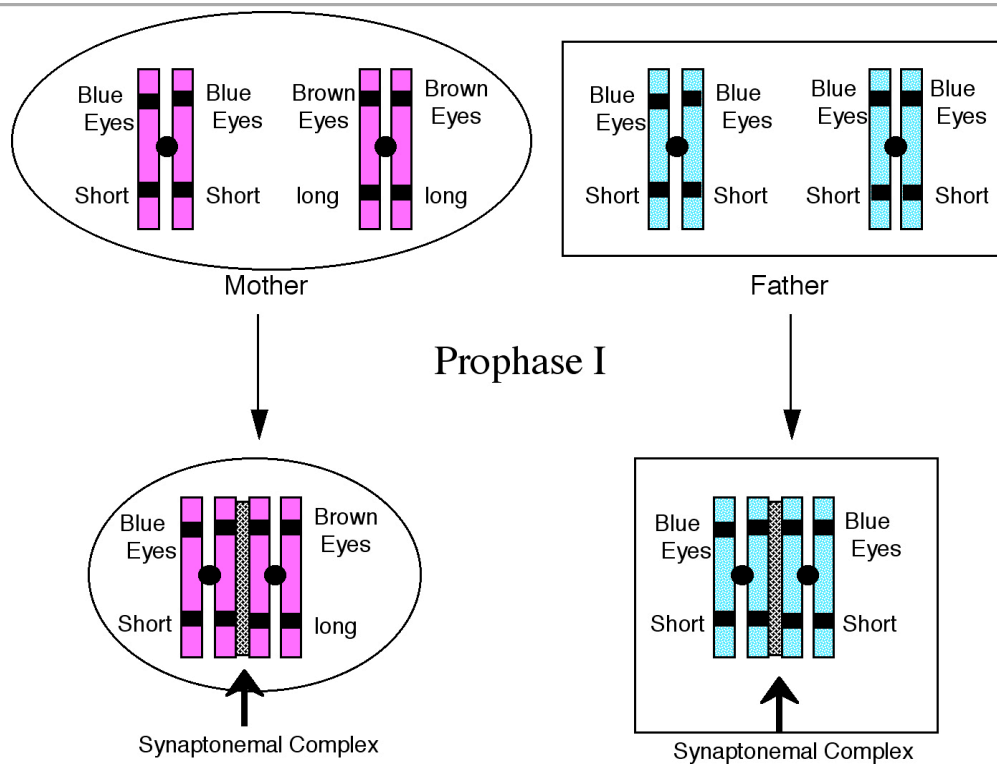 Blue
Eyes
Blue
Eyes
Brown
Eyes
Brown
Eyes
Short
Short
long
long
Mother
Blue
Eyes
Blue
Eyes
Blue
Eyes
Blue
Eyes
Short
Short
Short
Short
Father
Prophase I
Blue
Eyes
Brown
Eyes
Short
long
Synaptonemal Complex
Blue
Eyes
Blue
Eyes
Short
Short
Synaptonemal Complex